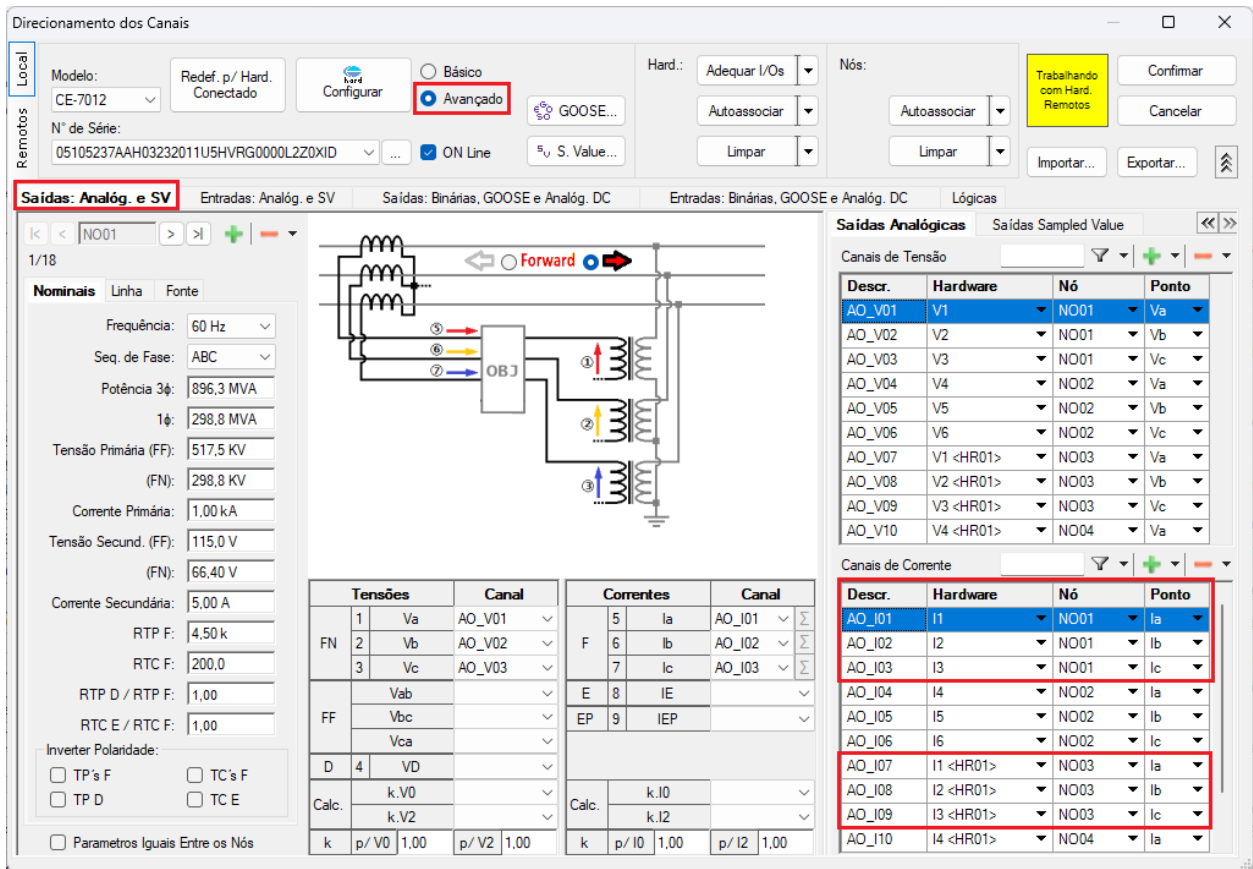 Direcionamento dos Canais
Local
Remotos
Modelo:
CE-7012
Redef. p/ Hard. Conectado
hard
Configurar
Básico
Avançado
GOOSE...
S. Value...
N° de Série:
05105237AAH03232011U5HVRG0000L2Z0XID
...
ON Line
Hard.:
Adequar I/Os
Autoassociar
Limpar
Nós:
Autoassociar
Limpar
Trabalhando
com Hard.
Remotos
Confirmar
Cancelar
Importar...
Exportar...
Saídas: Analóg. e SV
Entradas: Analóg. e SV
Saídas: Binárias, GOOSE e Analóg. DC
Entradas: Binárias, GOOSE e Analóg. DC
Lógicas
NO01
1/18
Nominais Linha Fonte
Frequência: 60 Hz
Seq. de Fase: ABC
Potência 3ϕ: 896,3 MVA
1ϕ: 298,8 MVA
Tensão Primária (FF): 517,5 KV
(FN): 298,8 KV
Corrente Primária: 1,00 kA
Tensão Secund. (FF): 115,0 V
(FN): 66,40 V
Corrente Secundária: 5,00 A
RTP F: 4,50 k
RTC F: 200,0
RTP D / RTP F: 1,00
RTC E / RTC F: 1,00
Inverter Polaridade:
TP's F TC's F
TP D TC E
Parametros Iguais Entre os Nós
Forward
⑤
⑥
⑦
OBJ
①
②
③
Tensões Canal
FN
1 Va AO_V01
2 Vb AO_V02
3 Vc AO_V03
FF
Vab
Vbc
Vca
D 4 VD
Calc.
k.V0
k.V2
k p/ V0 1,00 p/ V2 1,00
Correntes Canal
F
5 Ia AO_I01 Σ
6 Ib AO_I02 Σ
7 Ic AO_I03 Σ
E 8 IE
EP 9 IEP
Calc.
k.I0
k.I2
k p/ I0 1,00 p/ I2 1,00
Saídas Analógicas Saídas Sampled Value
Canais de Tensão
Descr. Hardware Nó Ponto
AO_V01 V1 NO01 Va
AO_V02 V2 NO01 Vb
AO_V03 V3 NO01 Vc
AO_V04 V4 NO02 Va
AO_V05 V5 NO02 Vb
AO_V06 V6 NO02 Vc
AO_V07 V1 <HR01> NO03 Va
AO_V08 V2 <HR01> NO03 Vb
AO_V09 V3 <HR01> NO03 Vc
AO_V10 V4 <HR01> NO04 Va
Canais de Corrente
Descr. Hardware Nó Ponto
AO_I01 I1 NO01 Ia
AO_I02 I2 NO01 Ib
AO_I03 I3 NO01 Ic
AO_I04 I4 NO02 Ia
AO_I05 I5 NO02 Ib
AO_I06 I6 NO02 Ic
AO_I07 I1 <HR01> NO03 Ia
AO_I08 I2 <HR01> NO03 Ib
AO_I09 I3 <HR01> NO03 Ic
AO_I10 I4 <HR01> NO04 Ia